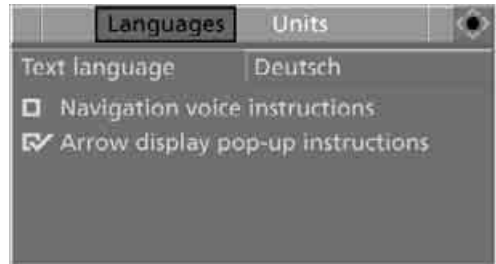 Languages Units
Text language Deutsch
Navigation voice instructions
Arrow display pop-up instructions